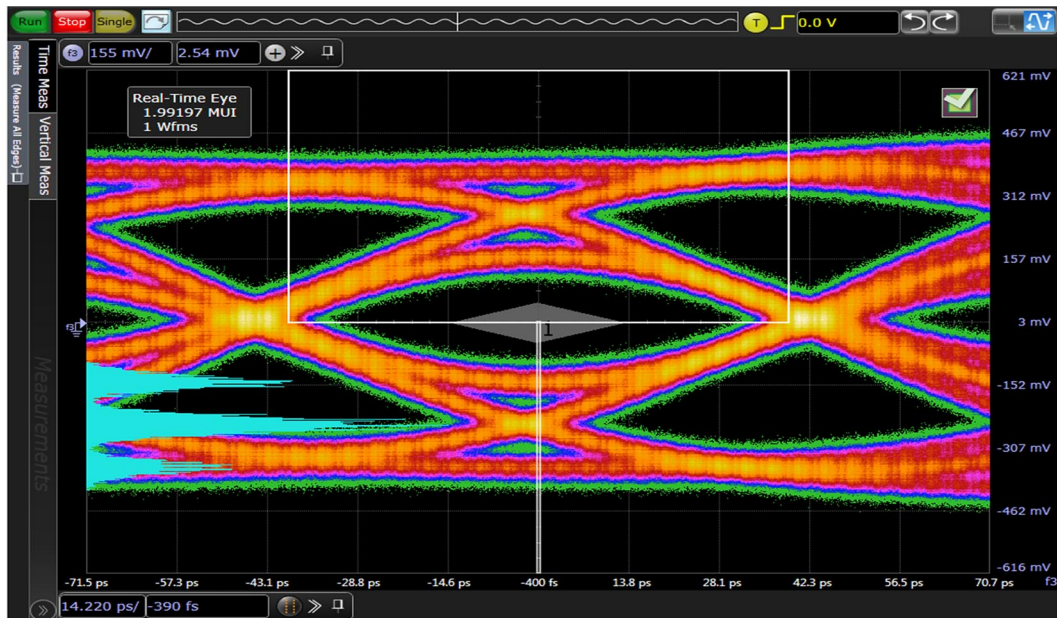 Run Stop Single T 0.0 V
f3 155 mV/ 2.54 mV
Results (Measure All Edges)
Time Meas Vertical Meas
Measurements
Real-Time Eye
1.99197 MUI
1 Wfms
621 mV
467 mV
312 mV
157 mV
f3 3 mV
1
-152 mV
-307 mV
-462 mV
-616 mV
-71.5 ps -57.3 ps -43.1 ps -28.8 ps -14.6 ps -400 fs 13.8 ps 28.1 ps 42.3 ps 56.5 ps 70.7 ps f3
14.220 ps/ -390 fs